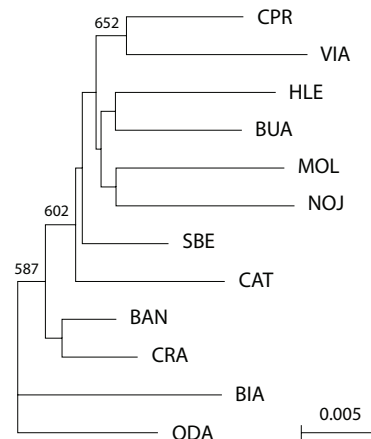 CPR
652
VIA
HLE
BUA
MOL
NOJ
602
SBE
587
CAT
BAN
CRA
BIA
0.005
ODA